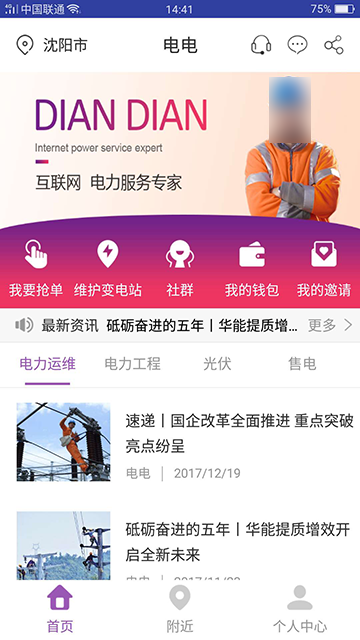 中国联通
14:41
75%
沈阳市
电电
DIAN DIAN
Internet power service expert
互联网 电力服务专家
我要抢单
维护变电站
社群
我的钱包
我的邀请
最新资讯 砥砺奋进的五年丨华能提质增... 更多
电力运维
电力工程
光伏
售电
速递丨国企改革全面推进 重点突破
亮点纷呈
电电 | 2017/12/19
砥砺奋进的五年丨华能提质增效开
启全新未来
首页
附近
个人中心